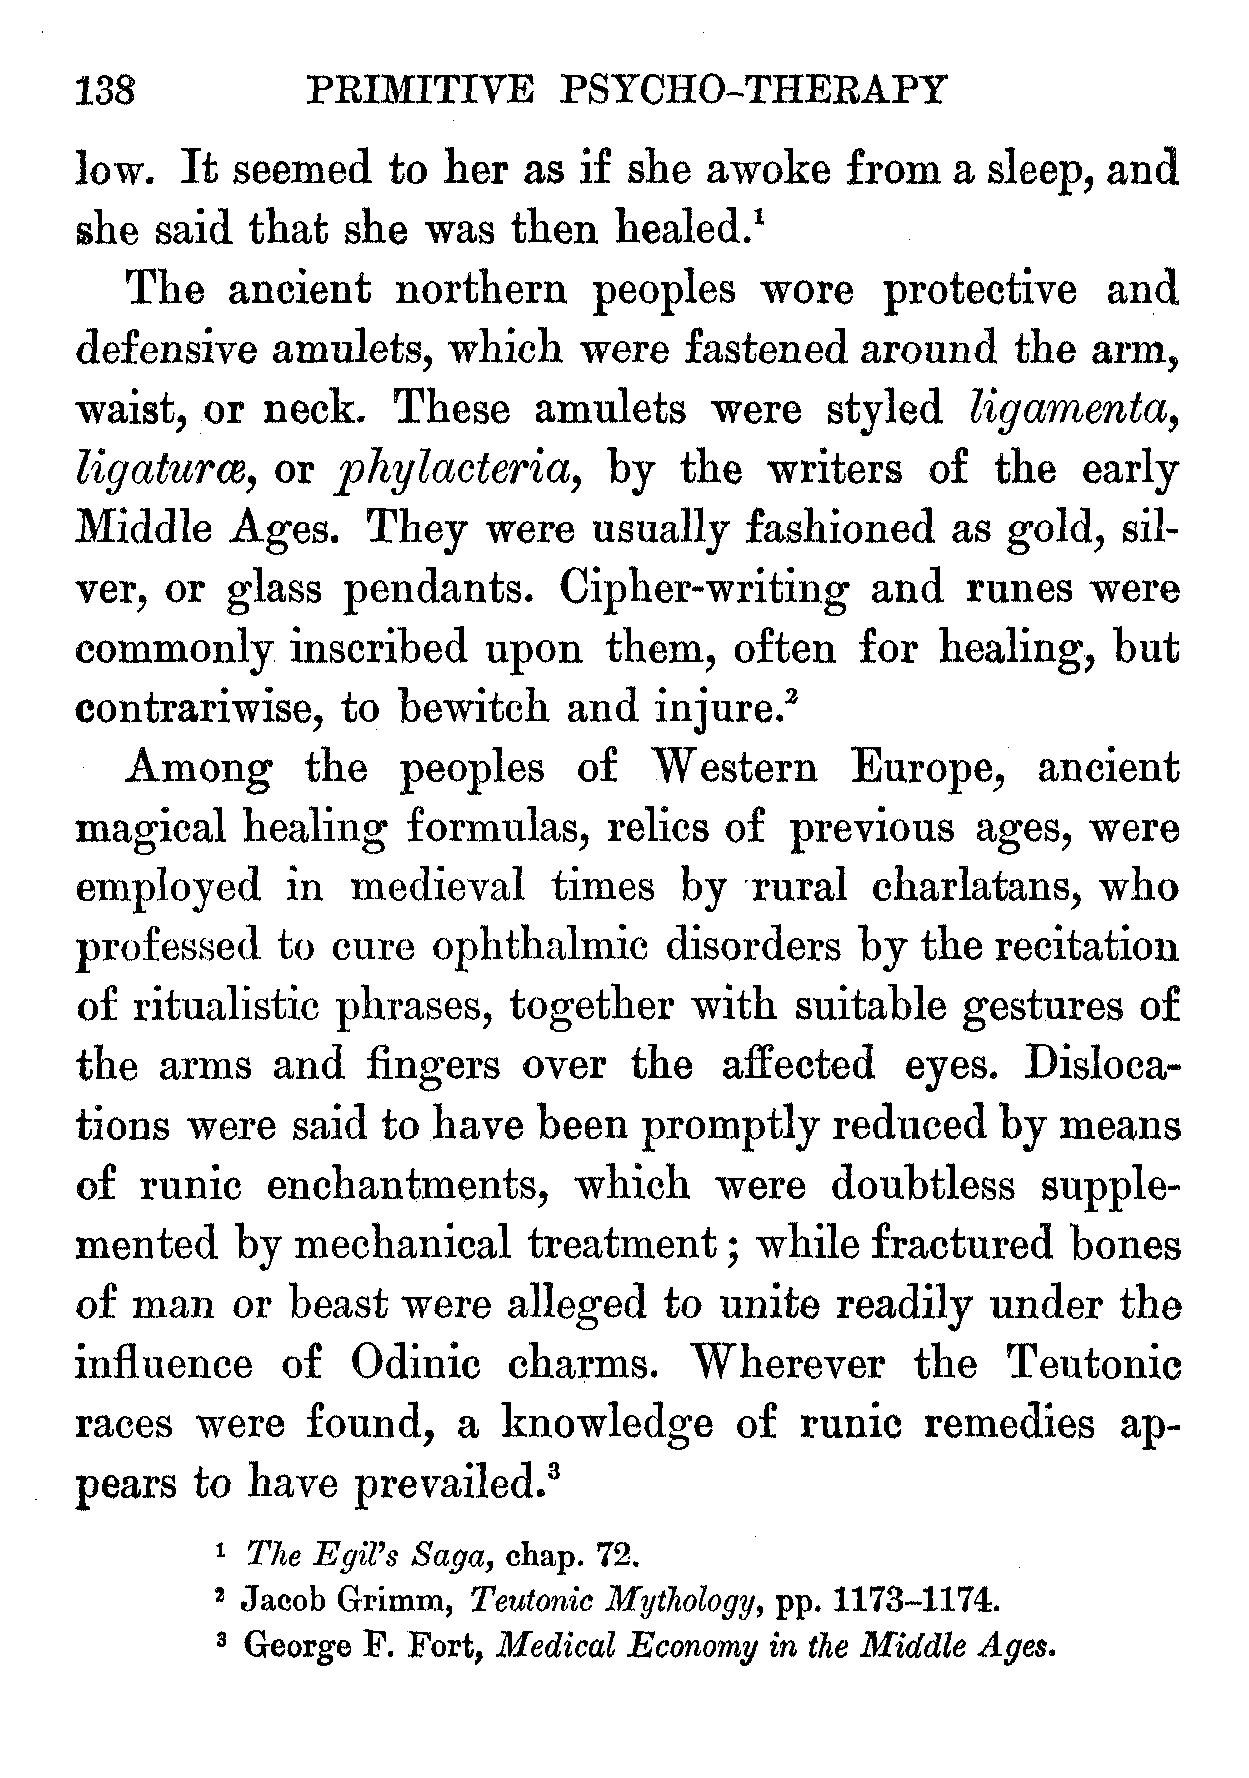 138 PRIMITIVE PSYCHO-THERAPY
low. It seemed to her as if she awoke from a sleep, and
she said that she was then healed.¹
The ancient northern peoples wore protective and
defensive amulets, which were fastened around the arm,
waist, or neck. These amulets were styled ligamenta,
ligaturæ, or phylacteria, by the writers of the early
Middle Ages. They were usually fashioned as gold, sil-
ver, or glass pendants. Cipher-writing and runes were
commonly inscribed upon them, often for healing, but
contrariwise, to bewitch and injure.²
Among the peoples of Western Europe, ancient
magical healing formulas, relics of previous ages, were
employed in medieval times by rural charlatans, who
professed to cure ophthalmic disorders by the recitation
of ritualistic phrases, together with suitable gestures of
the arms and fingers over the affected eyes. Disloca-
tions were said to have been promptly reduced by means
of runic enchantments, which were doubtless supple-
mented by mechanical treatment; while fractured bones
of man or beast were alleged to unite readily under the
influence of Odinic charms. Wherever the Teutonic
races were found, a knowledge of runic remedies ap-
pears to have prevailed.³
¹ The Egil's Saga, chap. 72.
² Jacob Grimm, Teutonic Mythology, pp. 1173–1174.
³ George F. Fort, Medical Economy in the Middle Ages.